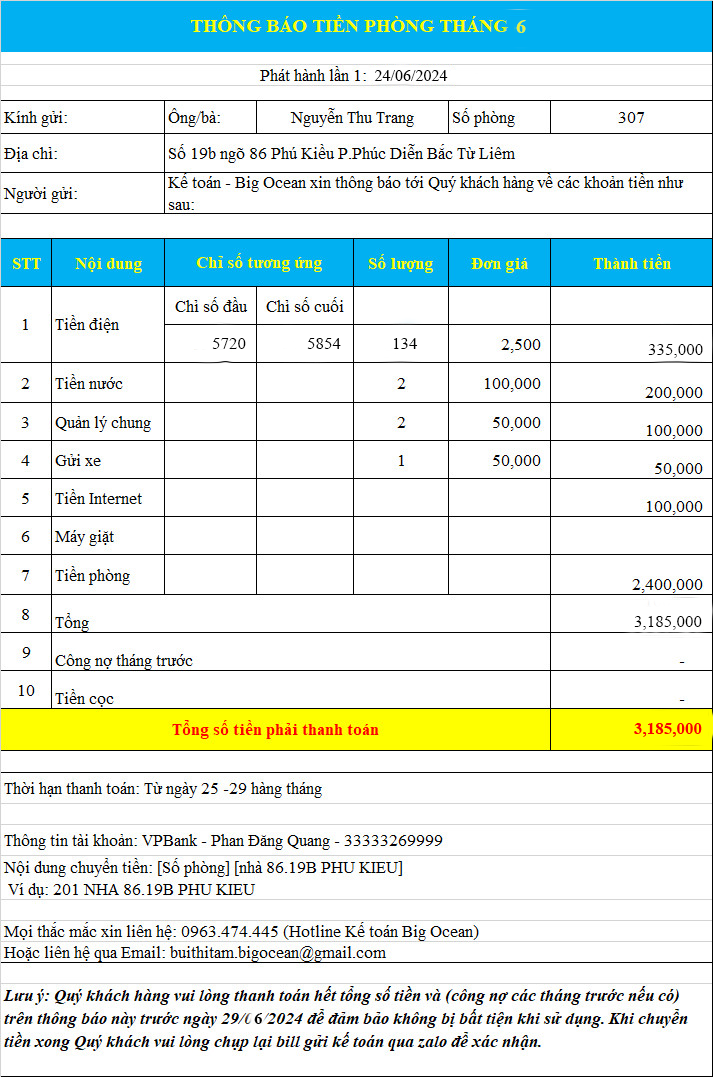 THÔNG BÁO TIỀN PHÒNG THÁNG 6
Phát hành lần 1: 24/06/2024
Kính gửi: Ông/bà: Nguyễn Thu Trang Số phòng 307
Địa chỉ: Số 19b ngõ 86 Phú Kiều P.Phúc Diễn Bắc Từ Liêm
Người gửi: Kế toán - Big Ocean xin thông báo tới Quý khách hàng về các khoản tiền như
sau:
STT Nội dung Chỉ số tương ứng Số lượng Đơn giá Thành tiền
1 Tiền điện Chỉ số đầu Chỉ số cuối
5720 5854 134 2,500 335,000
2 Tiền nước 2 100,000 200,000
3 Quản lý chung 2 50,000 100,000
4 Gửi xe 1 50,000 50,000
5 Tiền Internet 100,000
6 Máy giặt
7 Tiền phòng 2,400,000
8 Tổng 3,185,000
9 Công nợ tháng trước -
10 Tiền cọc -
Tổng số tiền phải thanh toán 3,185,000
Thời hạn thanh toán: Từ ngày 25 -29 hàng tháng
Thông tin tài khoản: VPBank - Phan Đăng Quang - 33333269999
Nội dung chuyển tiền: [Số phòng] [nhà 86.19B PHU KIEU]
Ví dụ: 201 NHA 86.19B PHU KIEU
Mọi thắc mắc xin liên hệ: 0963.474.445 (Hotline Kế toán Big Ocean)
Hoặc liên hệ qua Email: buithitam.bigocean@gmail.com
Lưu ý: Quý khách hàng vui lòng thanh toán hết tổng số tiền và (công nợ các tháng trước nếu có)
trên thông báo này trước ngày 29/06/2024 để đảm bảo không bị bất tiện khi sử dụng. Khi chuyển
tiền xong Quý khách vui lòng chụp lại bill gửi kế toán qua zalo để xác nhận.